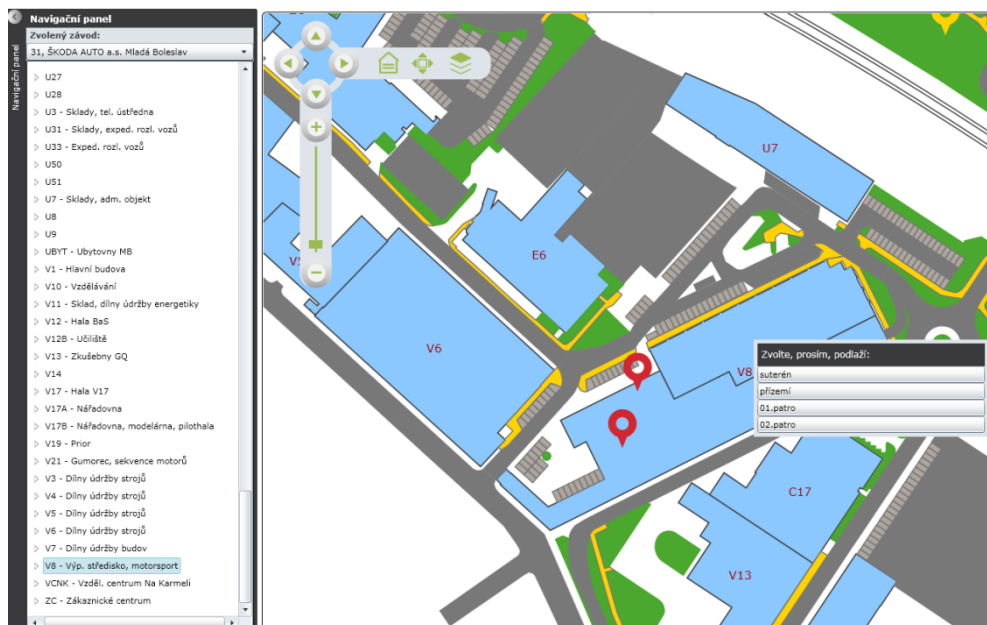 Navigační panel
Navigační panel
Zvolený závod:
31, ŠKODA AUTO a.s. Mladá Boleslav
U27
U28
U3 - Sklady, tel. ústředna
U31 - Sklady, exped. rozl. vozů
U33 - Exped. rozl. vozů
U50
U51
U7 - Sklady, adm. objekt
U8
U9
UBYT - Ubytovny MB
V1 - Hlavní budova
V10 - Vzdělávání
V11 - Sklad, dílny údržby energetiky
V12 - Hala BaS
V12B - Učiliště
V13 - Zkušebny GQ
V14
V17 - Hala V17
V17A - Nářadovna
V17B - Nářadovna, modelárna, pilothala
V19 - Prior
V21 - Gumorec, sekvence motorů
V3 - Dílny údržby strojů
V4 - Dílny údržby strojů
V5 - Dílny údržby strojů
V6 - Dílny údržby strojů
V7 - Dílny údržby budov
V8 - Výp. středisko, motorsport
VCNK - Vzděl. centrum Na Karmeli
ZC - Zákaznické centrum
U7
E6
V6
V8
Zvolte, prosím, podlaží:
suterén
přízemí
01.patro
02.patro
C17
V13